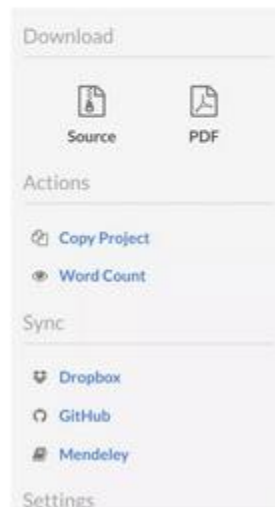 Download
Source PDF
Actions
Copy Project
Word Count
Sync
Dropbox
GitHub
Mendeley
Settings